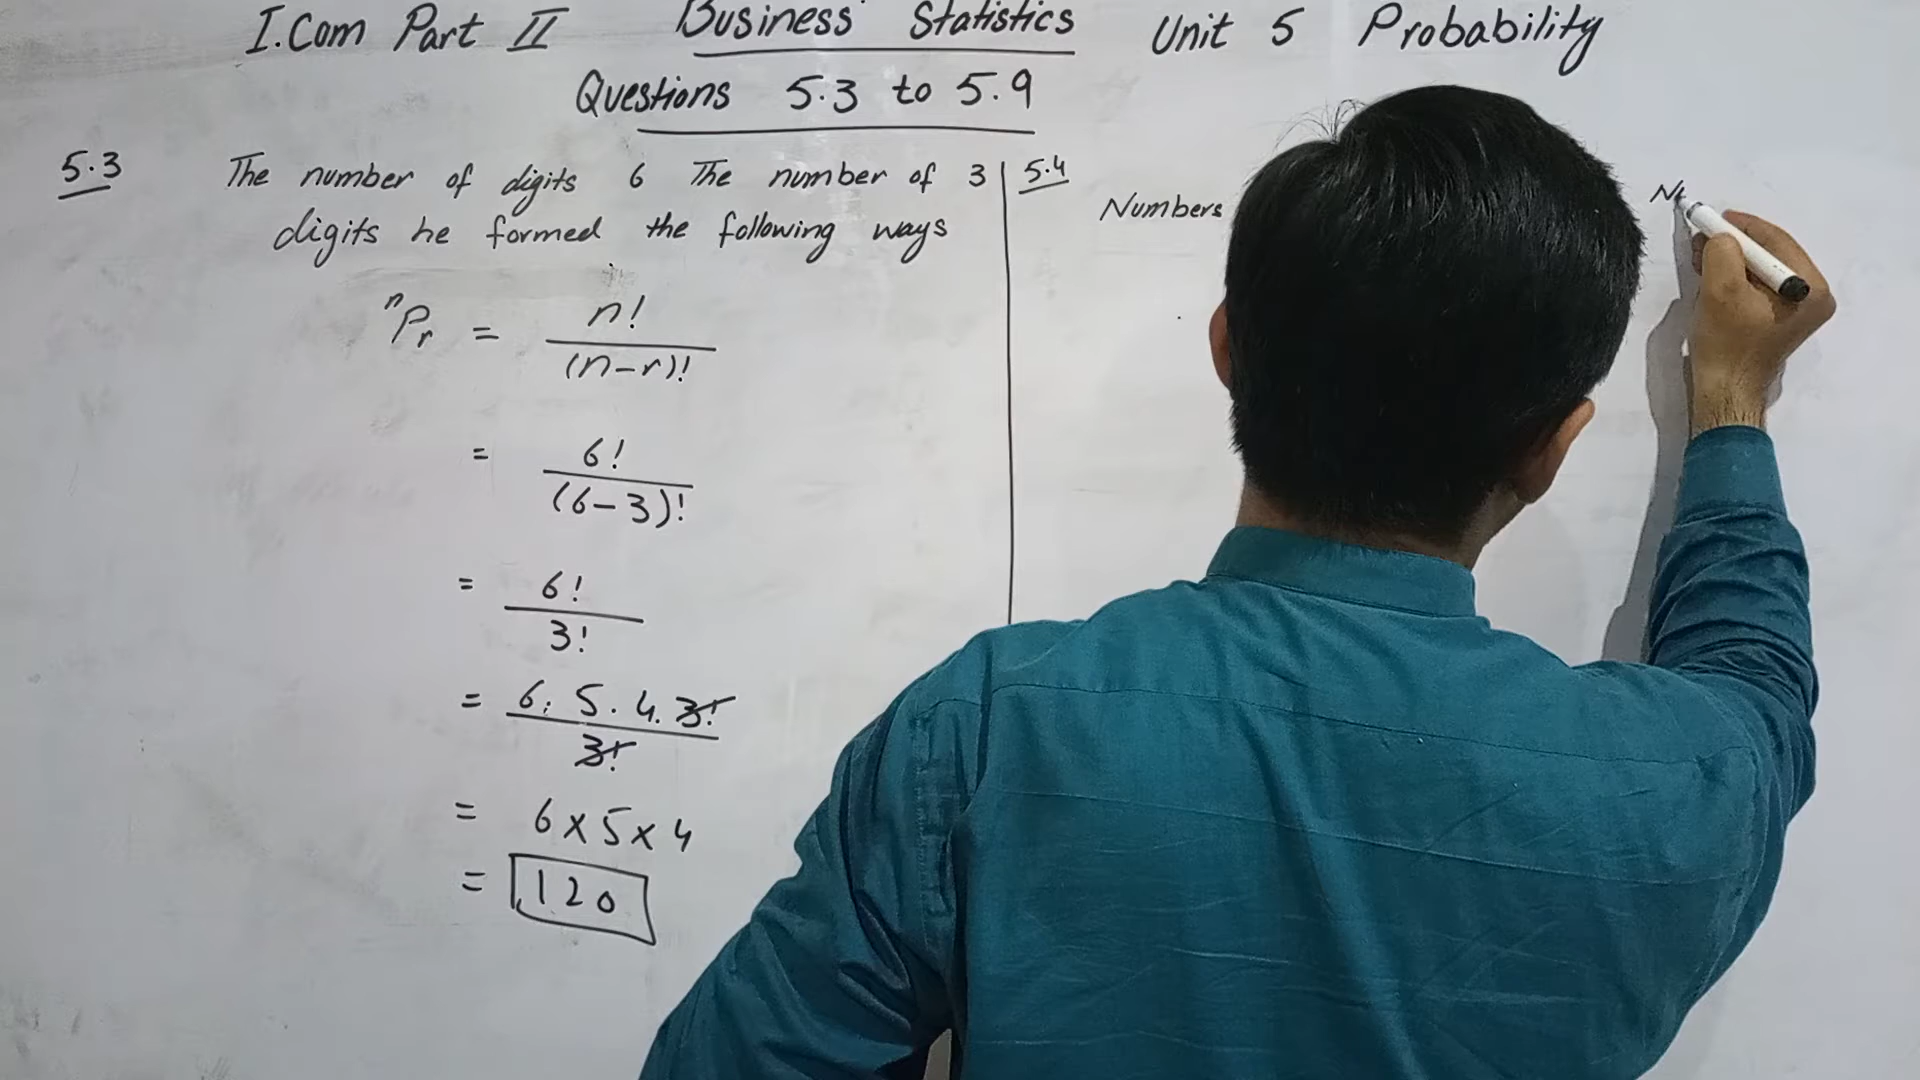 I.Com Part II Business Statistics Unit 5 Probability
Questions 5.3 to 5.9
5.3 The number of digits 6 The number of 3
digits he formed the following ways
ⁿPᵣ = n! / (n-r)!
= 6! / (6-3)!
= 6! / 3!
= 6. 5. 4. 3! / 3!
= 6x5x4
= 120
5.4
Numbers